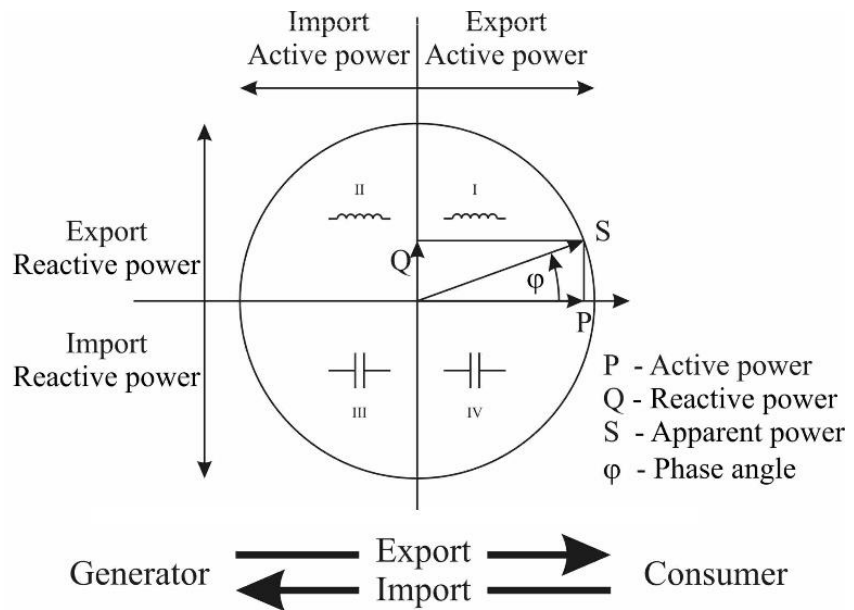 Import
Active power
Export
Active power
II
I
S
Q
φ
P
Export
Reactive power
Import
Reactive power
III
IV
P - Active power
Q - Reactive power
S - Apparent power
φ - Phase angle
Generator
Export
Import
Consumer